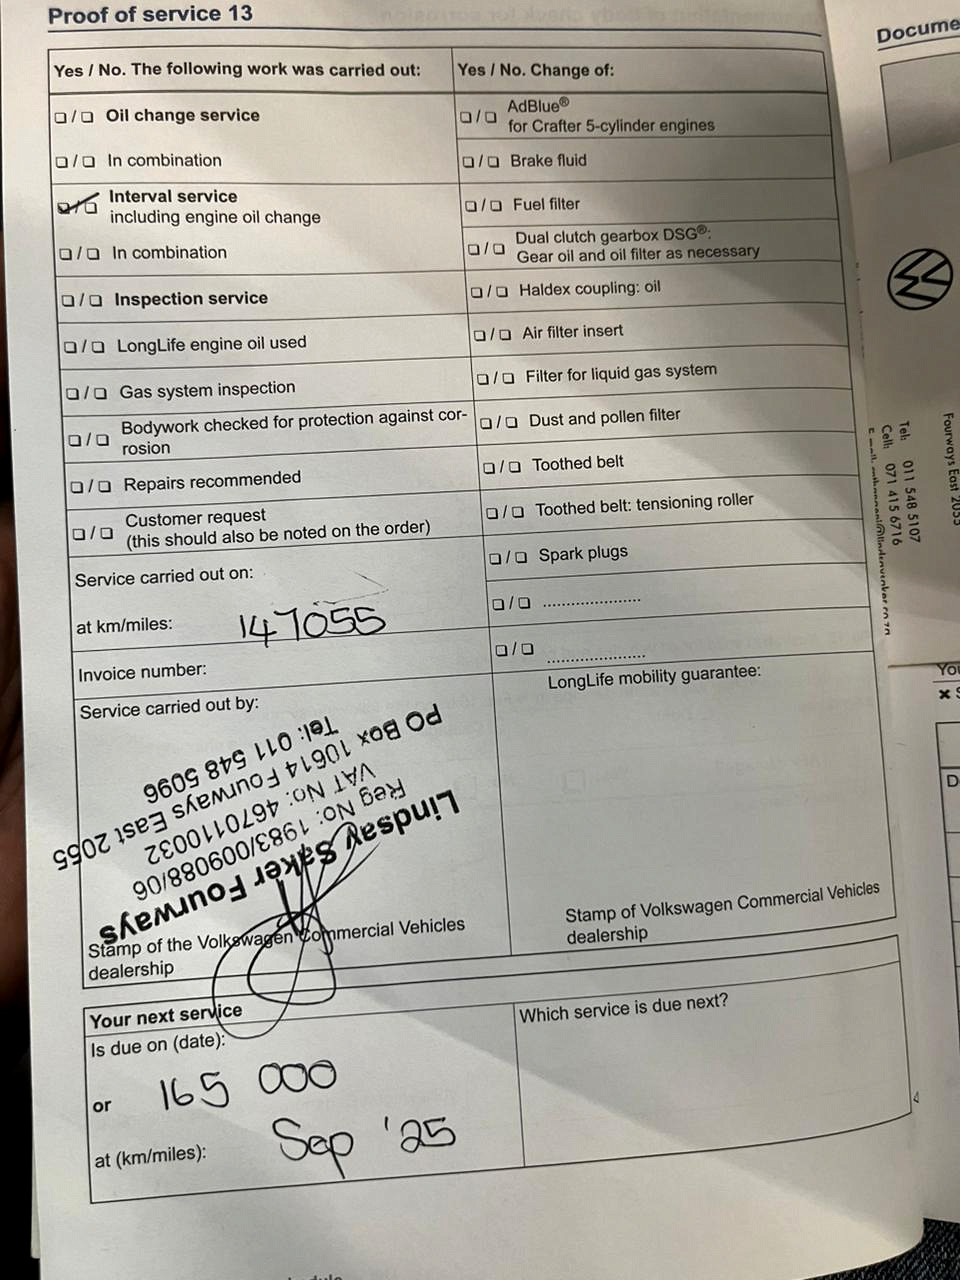 Proof of service 13
Yes / No. The following work was carried out:
❏ / ❏ Oil change service
❏ / ❏ In combination
❏ / ❏ Interval service
including engine oil change
❏ / ❏ In combination
❏ / ❏ Inspection service
❏ / ❏ LongLife engine oil used
❏ / ❏ Gas system inspection
❏ / ❏ Bodywork checked for protection against cor-
rosion
❏ / ❏ Repairs recommended
❏ / ❏ Customer request
(this should also be noted on the order)
Service carried out on:
at km/miles: 147055
Invoice number:
Service carried out by:
Lindsay Saker Fourways
Reg No: 1983/009088/06
VAT No: 4670110032
PO Box 10614 Fourways East 2055
Tel: 011 548 5096
Stamp of the Volkswagen Commercial Vehicles
dealership
Yes / No. Change of:
❏ / ❏ AdBlue®
for Crafter 5-cylinder engines
❏ / ❏ Brake fluid
❏ / ❏ Fuel filter
❏ / ❏ Dual clutch gearbox DSG®:
Gear oil and oil filter as necessary
❏ / ❏ Haldex coupling: oil
❏ / ❏ Air filter insert
❏ / ❏ Filter for liquid gas system
❏ / ❏ Dust and pollen filter
❏ / ❏ Toothed belt
❏ / ❏ Toothed belt: tensioning roller
❏ / ❏ Spark plugs
❏ / ❏ ....................
❏ / ❏ ....................
LongLife mobility guarantee:
Stamp of Volkswagen Commercial Vehicles
dealership
Your next service
Is due on (date):
or 165 000
at (km/miles): Sep '25
Which service is due next?
Docume
Fourways East 2055
Tel: 011 548 5107
Cell: 071 415 6716
You